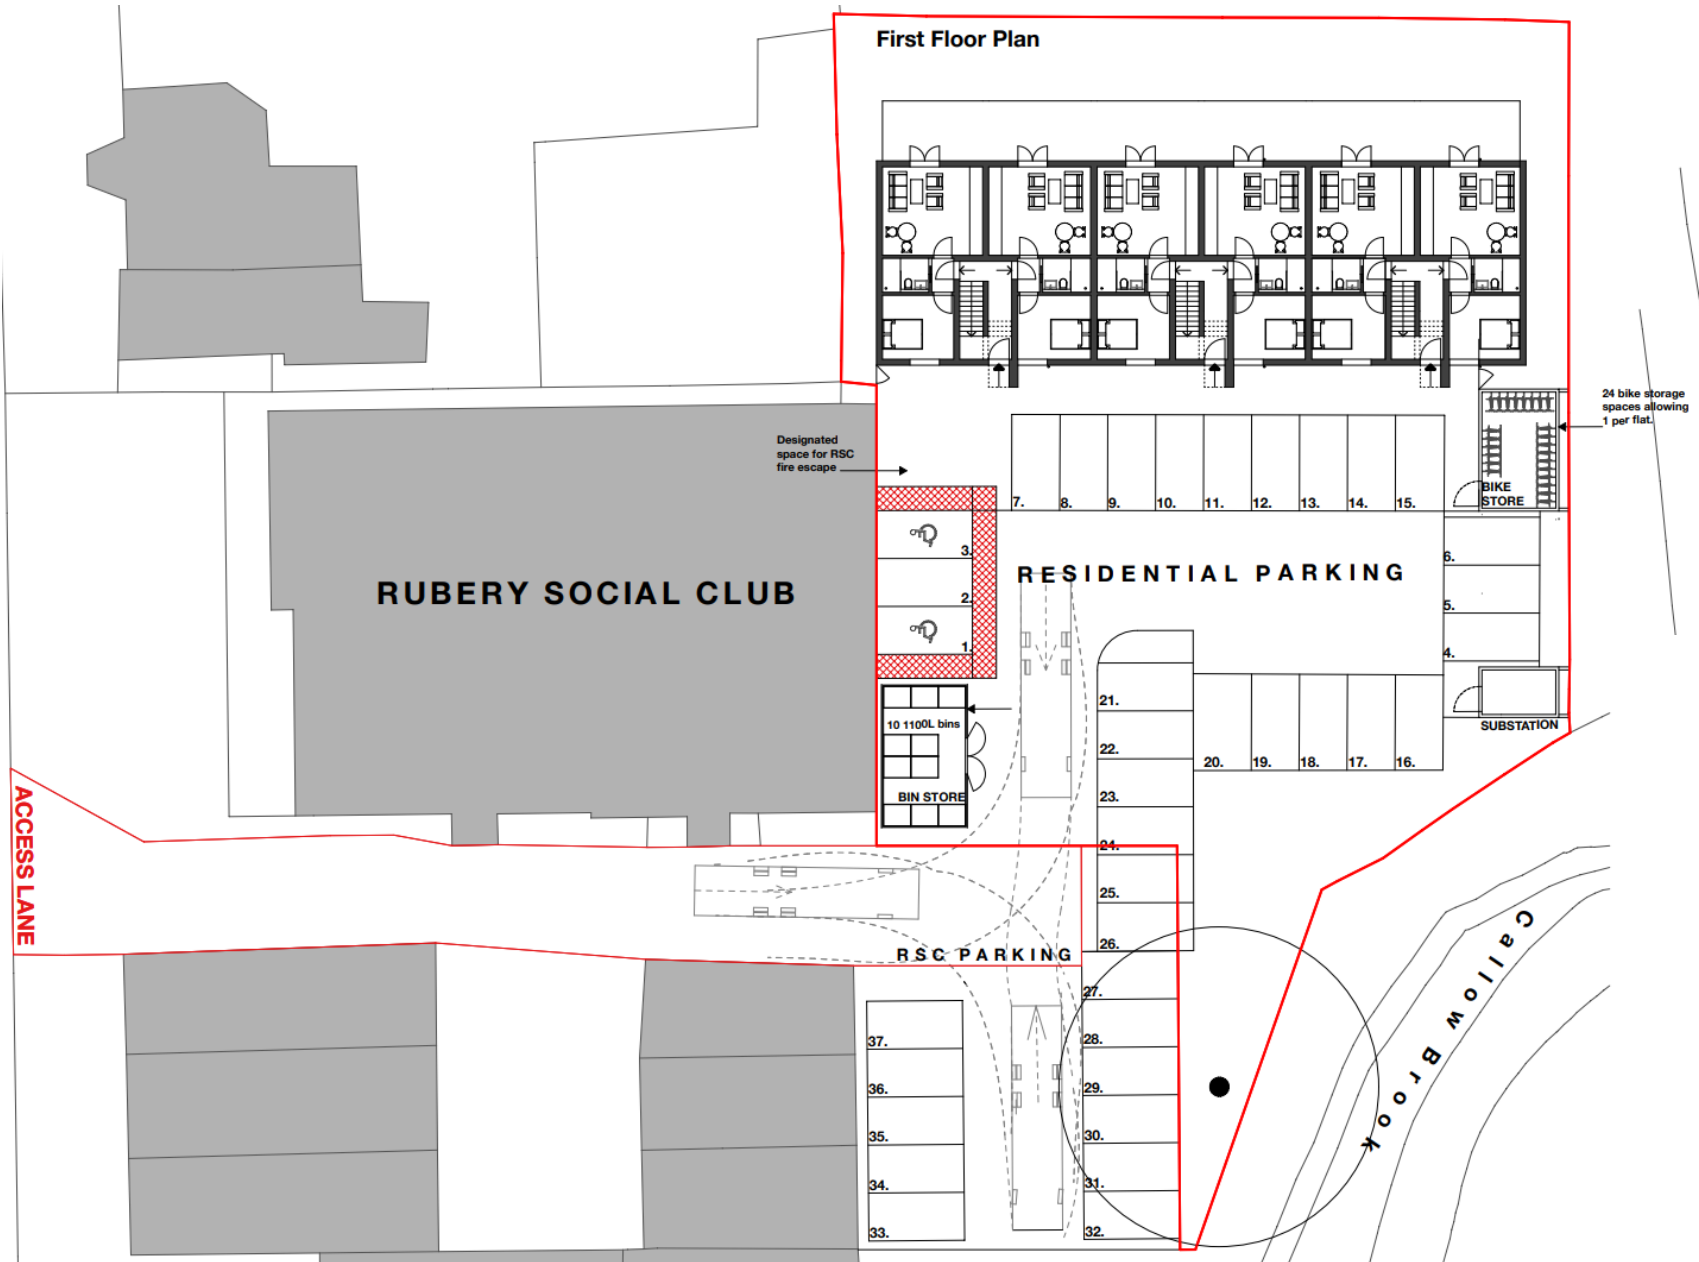 First Floor Plan
24 bike storage
spaces allowing
1 per flat.
Designated
space for RSC
fire escape
BIKE
STORE
7.
8.
9.
10.
11.
12.
13.
14.
15.
3.
2.
1.
6.
5.
4.
RUBERY SOCIAL CLUB
RESIDENTIAL PARKING
10 1100L bins
BIN STORE
SUBSTATION
21.
22.
23.
24.
25.
26.
20.
19.
18.
17.
16.
ACCESS LANE
RSC PARKING
Callow Brook
27.
28.
29.
30.
31.
32.
37.
36.
35.
34.
33.